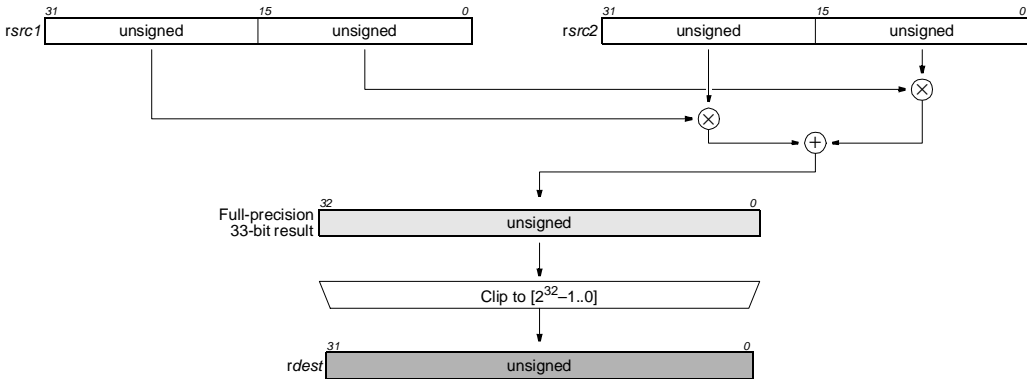 31 15 0 31 15 0
rsrc1 unsigned unsigned rsrc2 unsigned unsigned
× 
×
+
32 0
Full-precision
33-bit result
unsigned
Clip to [2³²–1..0]
31 0
rdest unsigned